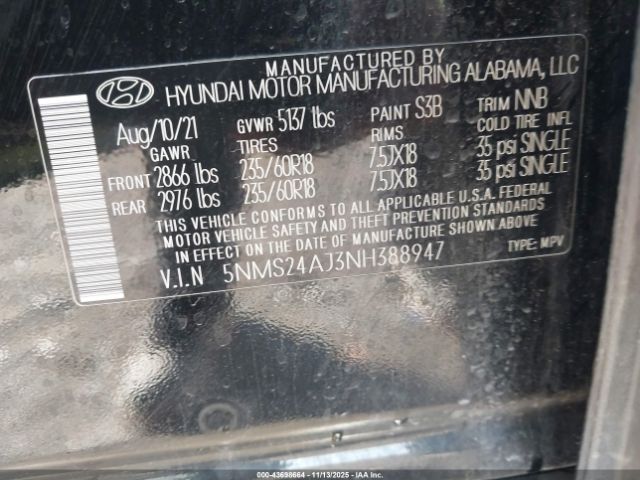 MANUFACTURED BY
HYUNDAI MOTOR MANUFACTURING ALABAMA, LLC
Aug/10/21 GVWR 5137 lbs PAINT S3B TRIM NNB
GAWR TIRES RIMS COLD TIRE INFL
FRONT 2866 lbs 235/60R18 7.5JX18 35 psi SINGLE
REAR 2976 lbs 235/60R18 7.5JX18 35 psi SINGLE
THIS VEHICLE CONFORMS TO ALL APPLICABLE U.S.A. FEDERAL
MOTOR VEHICLE SAFETY AND THEFT PREVENTION STANDARDS
IN EFFECT ON THE DATE OF MANUFACTURE SHOWN ABOVE.
V.I.N 5NMS24AJ3NH388947 TYPE: MPV
000-43698664 - 11/13/2025 - Copyright © 2025 IAA, LLC